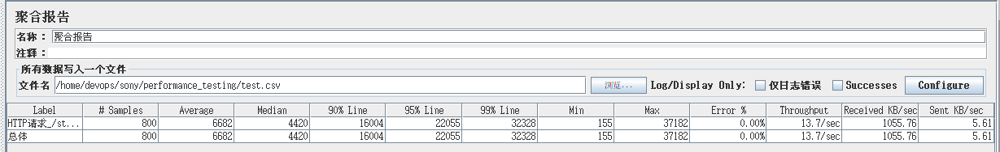 聚合报告
名称： 聚合报告
注释：
所有数据写入一个文件
文件名 /home/devops/sony/performance_testing/test.csv 浏览... Log/Display Only: 仅日志错误 Successes Configure
Label # Samples Average Median 90% Line 95% Line 99% Line Min Max Error % Throughput Received KB/sec Sent KB/sec
HTTP请求_/st... 800 6682 4420 16004 22055 32328 155 37182 0.00% 13.7/sec 1055.76 5.61
总体 800 6682 4420 16004 22055 32328 155 37182 0.00% 13.7/sec 1055.76 5.61